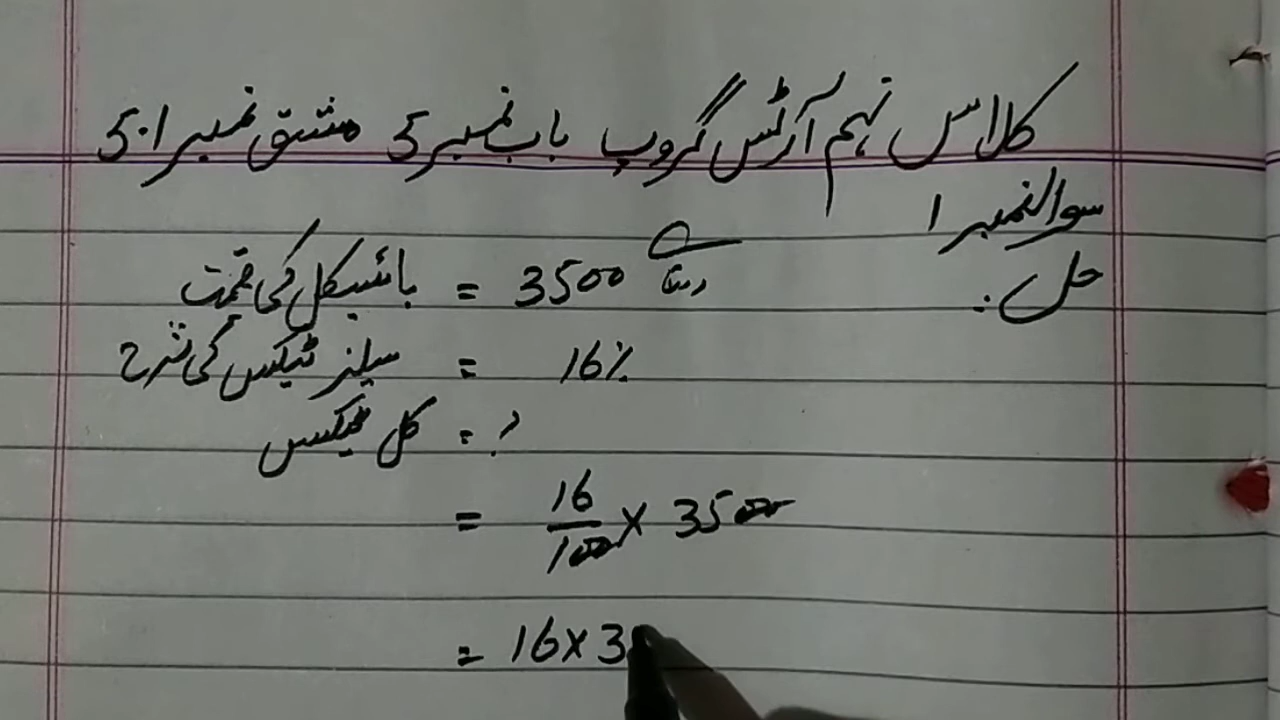 کلاس نہم آرٹس گروپ باب نمبر 5 مشق نمبر 5.1
سوال نمبر 1
حل:
بائیسکل کی قیمت = 3500 روپے
سیلز ٹیکس کی شرح = 16%
کل ٹیکس = ?
= 16/100 × 3500
= 16×3